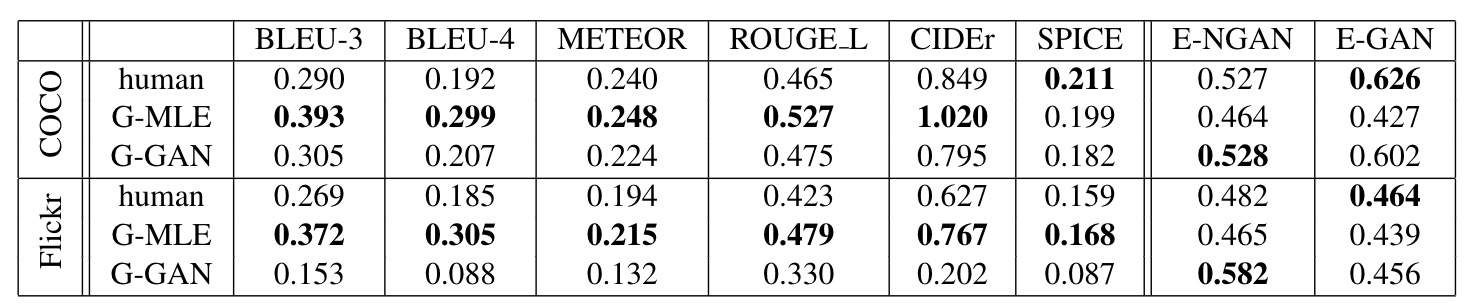 BLEU-3 BLEU-4 METEOR ROUGE_L CIDEr SPICE E-NGAN E-GAN
COCO
human 0.290 0.192 0.240 0.465 0.849 0.211 0.527 0.626
G-MLE 0.393 0.299 0.248 0.527 1.020 0.199 0.464 0.427
G-GAN 0.305 0.207 0.224 0.475 0.795 0.182 0.528 0.602
Flickr
human 0.269 0.185 0.194 0.423 0.627 0.159 0.482 0.464
G-MLE 0.372 0.305 0.215 0.479 0.767 0.168 0.465 0.439
G-GAN 0.153 0.088 0.132 0.330 0.202 0.087 0.582 0.456